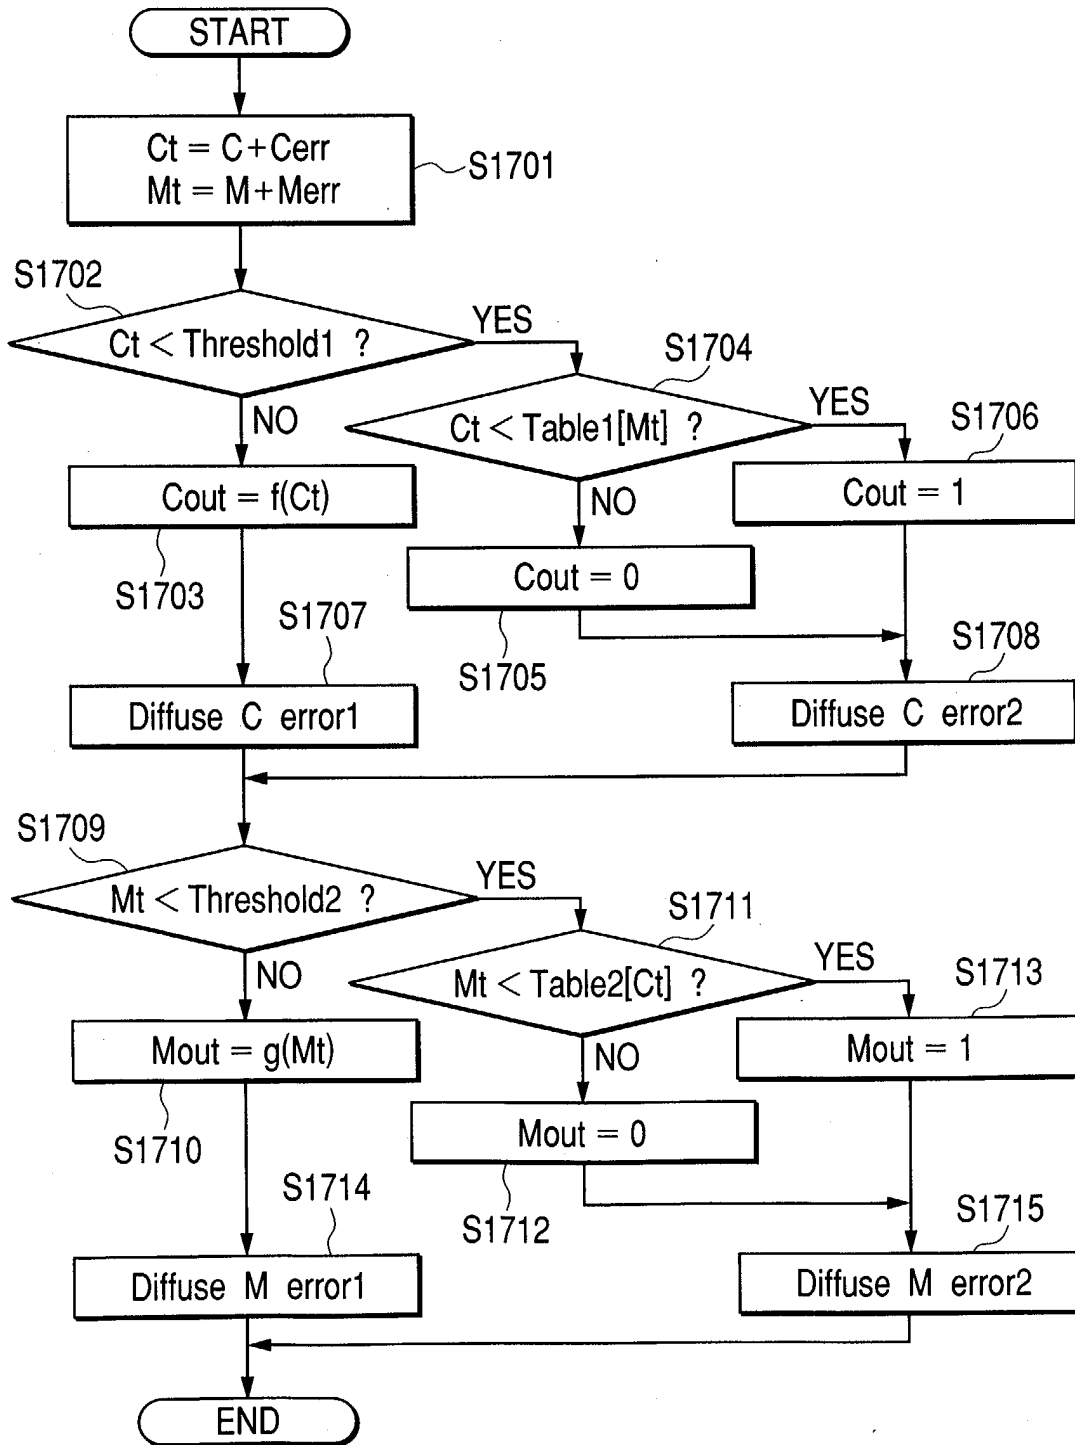 START
Ct = C+Cerr
Mt = M+Merr
S1701
S1702
Ct < Threshold1 ?
YES
NO
S1704
Ct < Table1[Mt] ?
YES
NO
S1706
Cout = 1
Cout = f(Ct)
S1703
Cout = 0
S1705
S1707
Diffuse C error1
S1708
Diffuse C error2
S1709
Mt < Threshold2 ?
YES
NO
S1711
Mt < Table2[Ct] ?
YES
NO
S1713
Mout = 1
Mout = g(Mt)
S1710
Mout = 0
S1712
S1714
Diffuse M error1
S1715
Diffuse M error2
END